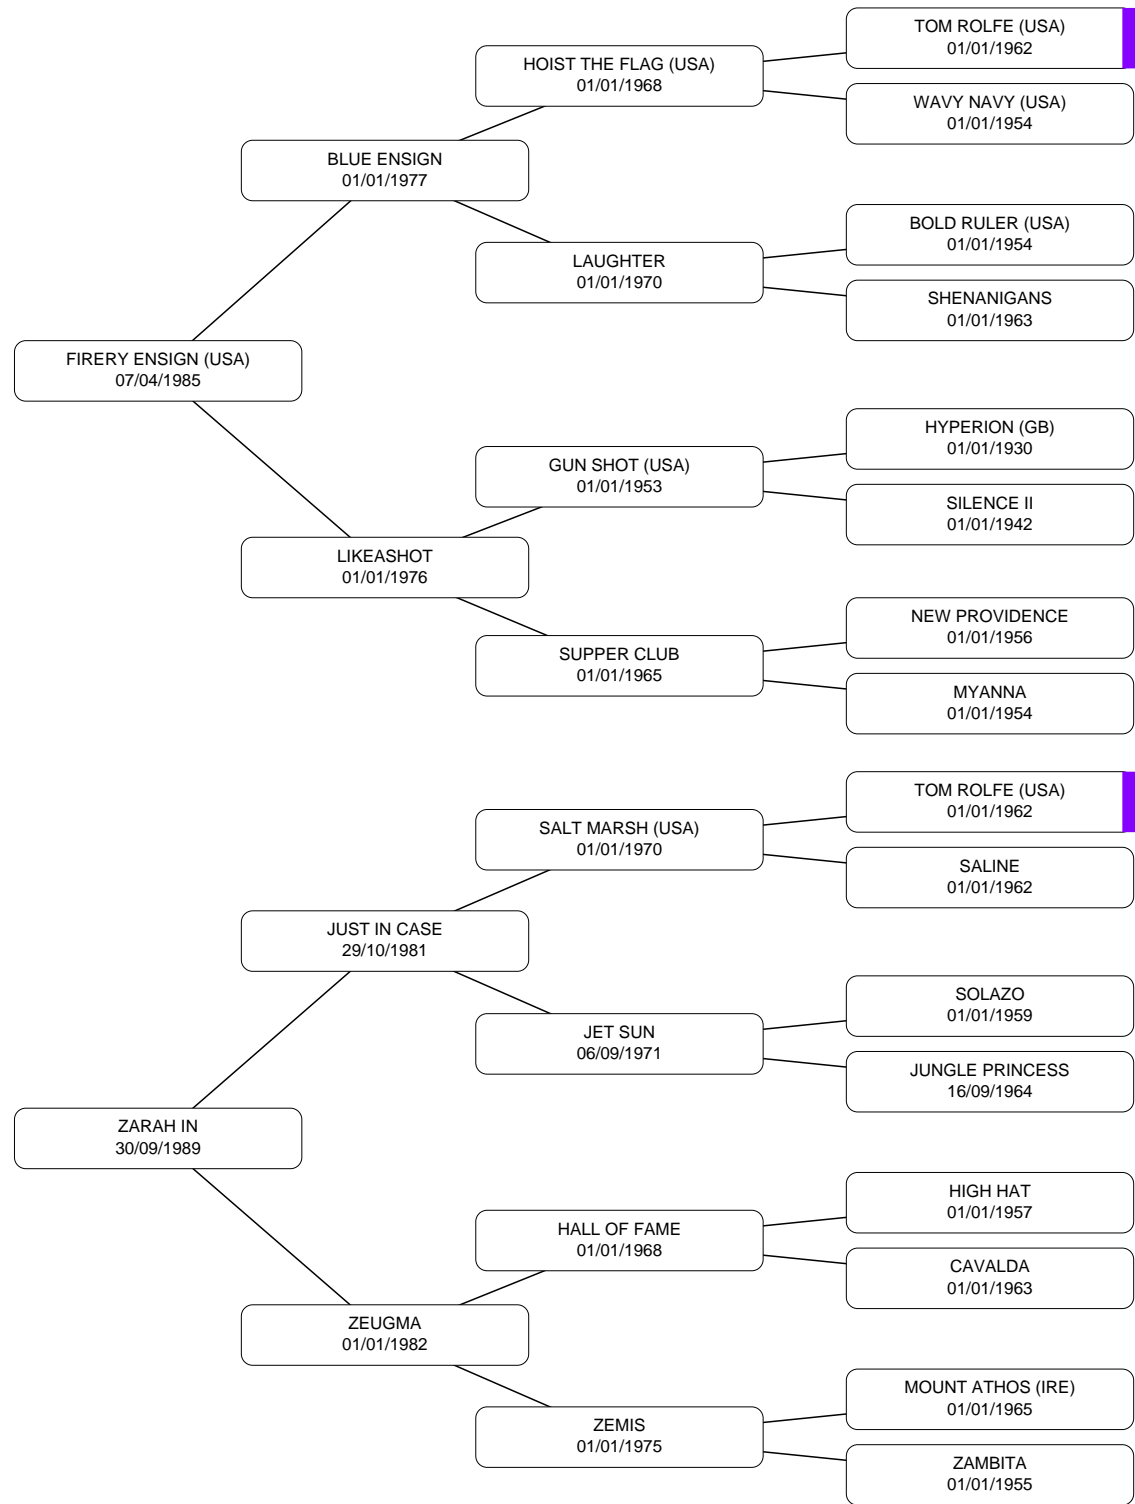 TOM ROLFE (USA)
01/01/1962
HOIST THE FLAG (USA)
01/01/1968
WAVY NAVY (USA)
01/01/1954
BLUE ENSIGN
01/01/1977
BOLD RULER (USA)
01/01/1954
LAUGHTER
01/01/1970
SHENANIGANS
01/01/1963
FIRERY ENSIGN (USA)
07/04/1985
HYPERION (GB)
01/01/1930
GUN SHOT (USA)
01/01/1953
SILENCE II
01/01/1942
LIKEASHOT
01/01/1976
NEW PROVIDENCE
01/01/1956
SUPPER CLUB
01/01/1965
MYANNA
01/01/1954
TOM ROLFE (USA)
01/01/1962
SALT MARSH (USA)
01/01/1970
SALINE
01/01/1962
JUST IN CASE
29/10/1981
SOLAZO
01/01/1959
JET SUN
06/09/1971
JUNGLE PRINCESS
16/09/1964
ZARAH IN
30/09/1989
HIGH HAT
01/01/1957
HALL OF FAME
01/01/1968
CAVALDA
01/01/1963
ZEUGMA
01/01/1982
MOUNT ATHOS (IRE)
01/01/1965
ZEMIS
01/01/1975
ZAMBITA
01/01/1955